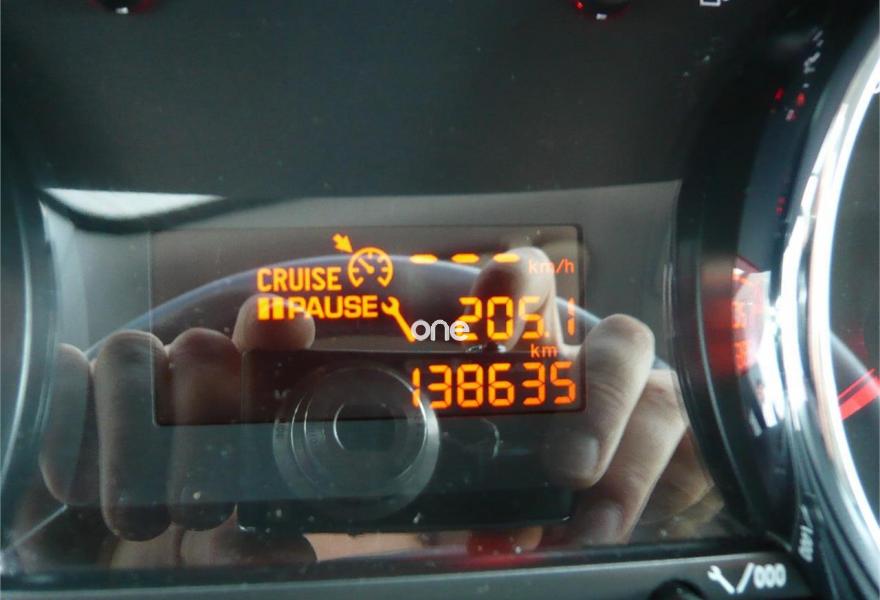 --- km/h
CRUISE
PAUSE
one
205.1
km
138635
/000